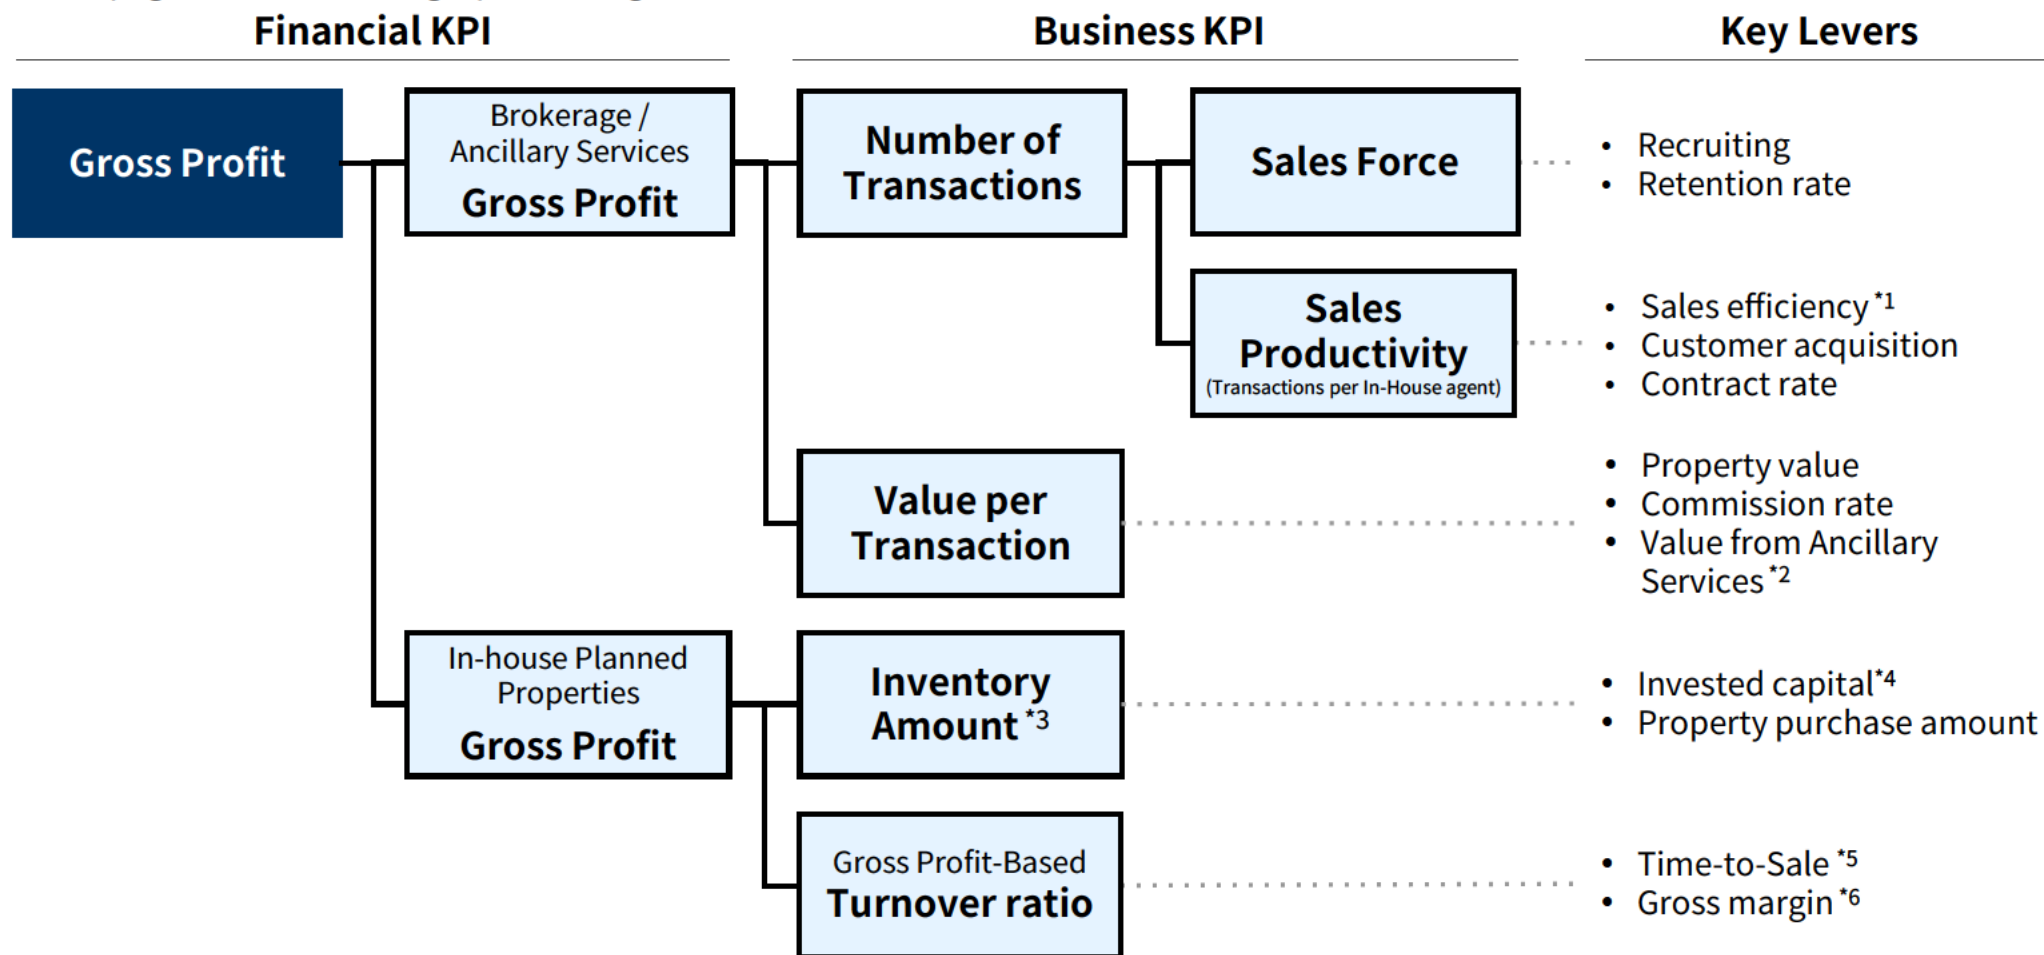 Financial KPI
Business KPI
Key Levers
Gross Profit
Brokerage /
Ancillary Services
Gross Profit
Number of
Transactions
Sales Force
• Recruiting
• Retention rate
Sales
Productivity
(Transactions per In-House agent)
• Sales efficiency *1
• Customer acquisition
• Contract rate
Value per
Transaction
• Property value
• Commission rate
• Value from Ancillary
Services *2
In-house Planned
Properties
Gross Profit
Inventory
Amount *3
• Invested capital*4
• Property purchase amount
Gross Profit-Based
Turnover ratio
• Time-to-Sale *5
• Gross margin *6